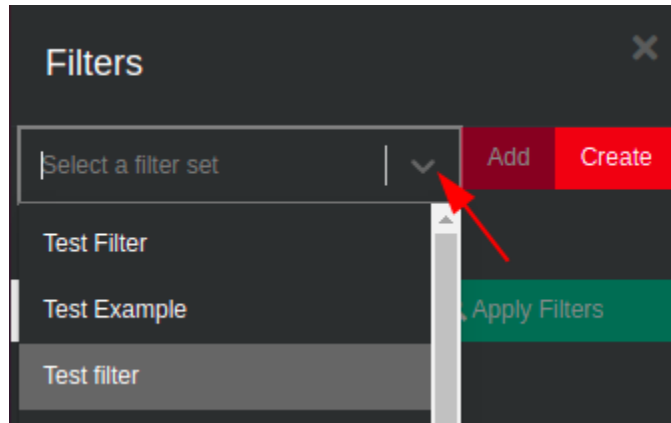 Filters
Select a filter set
Add
Create
Test Filter
Test Example
Apply Filters
Test filter